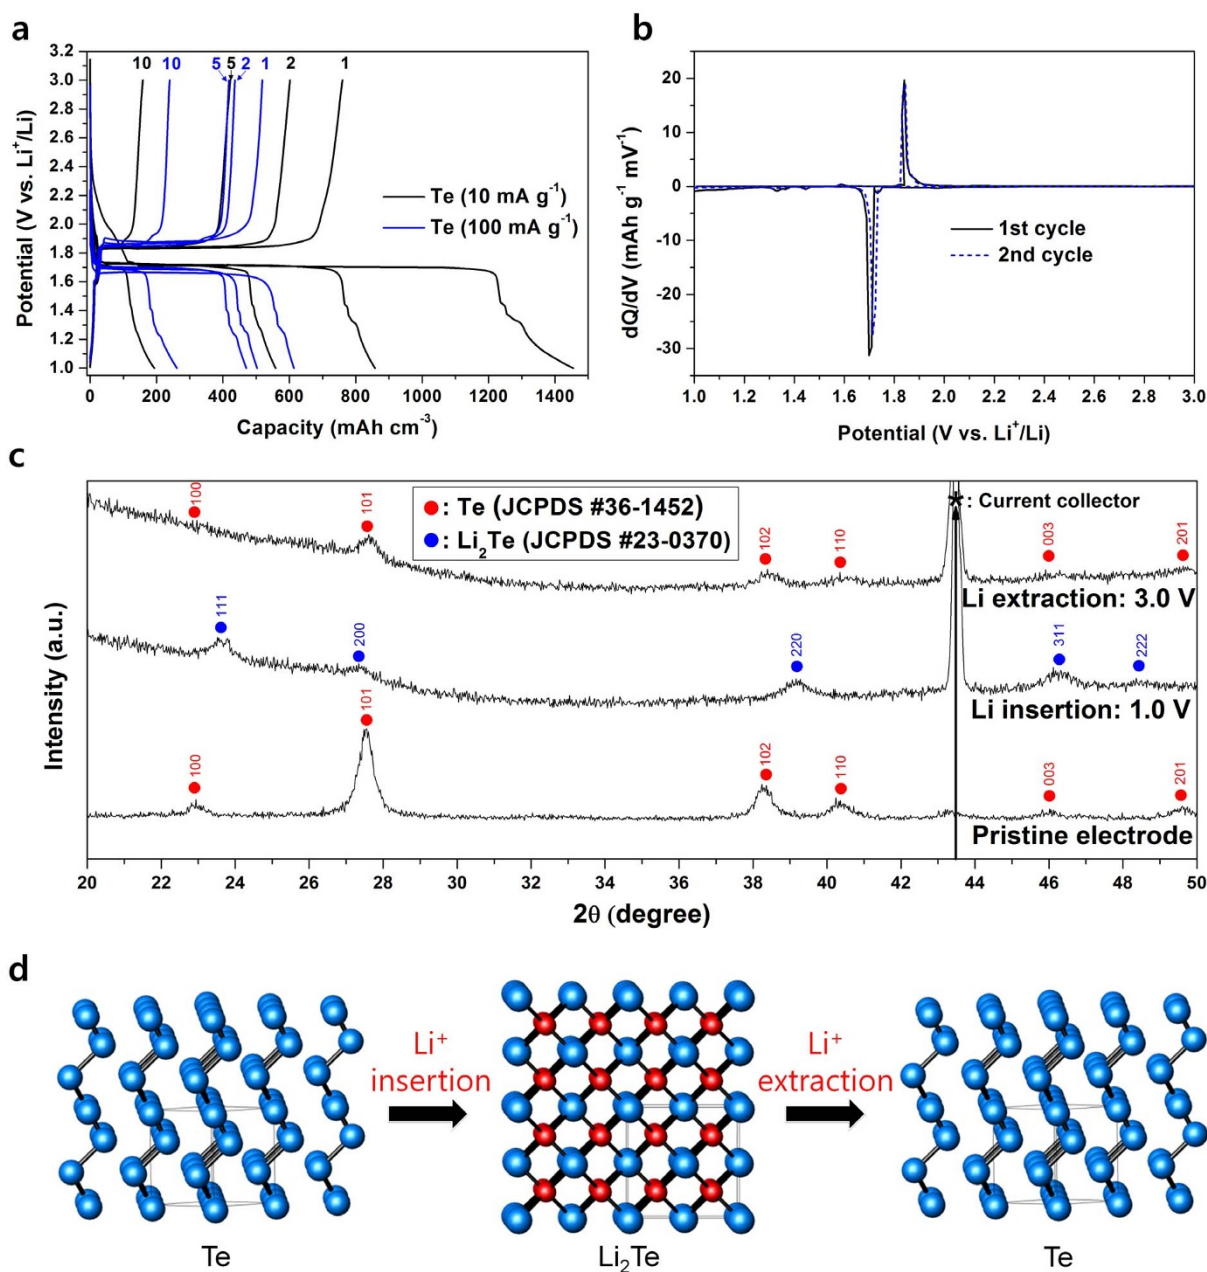 a
3.2
3.0
2.8
2.6
2.4
2.2
2.0
1.8
1.6
1.4
1.2
1.0
10 10 5 5 2 1 2 1
Te (10 mA g⁻¹)
Te (100 mA g⁻¹)
0 200 400 600 800 1000 1200 1400
Potential (V vs. Li⁺/Li)
Capacity (mAh cm⁻³)
b
30
20
10
0
-10
-20
-30
1st cycle
2nd cycle
1.0 1.2 1.4 1.6 1.8 2.0 2.2 2.4 2.6 2.8 3.0
dQ/dV (mAh g⁻¹ mV⁻¹)
Potential (V vs. Li⁺/Li)
c
: Te (JCPDS #36-1452)
: Li₂Te (JCPDS #23-0370)
*: Current collector
100 101 102 110 003 201
Li extraction: 3.0 V
111 200 220 311 222
Li insertion: 1.0 V
100 101 102 110 003 201
Pristine electrode
20 22 24 26 28 30 32 34 36 38 40 42 44 46 48 50
Intensity (a.u.)
2θ (degree)
d
Li⁺
insertion
Li⁺
extraction
Te
Li₂Te
Te